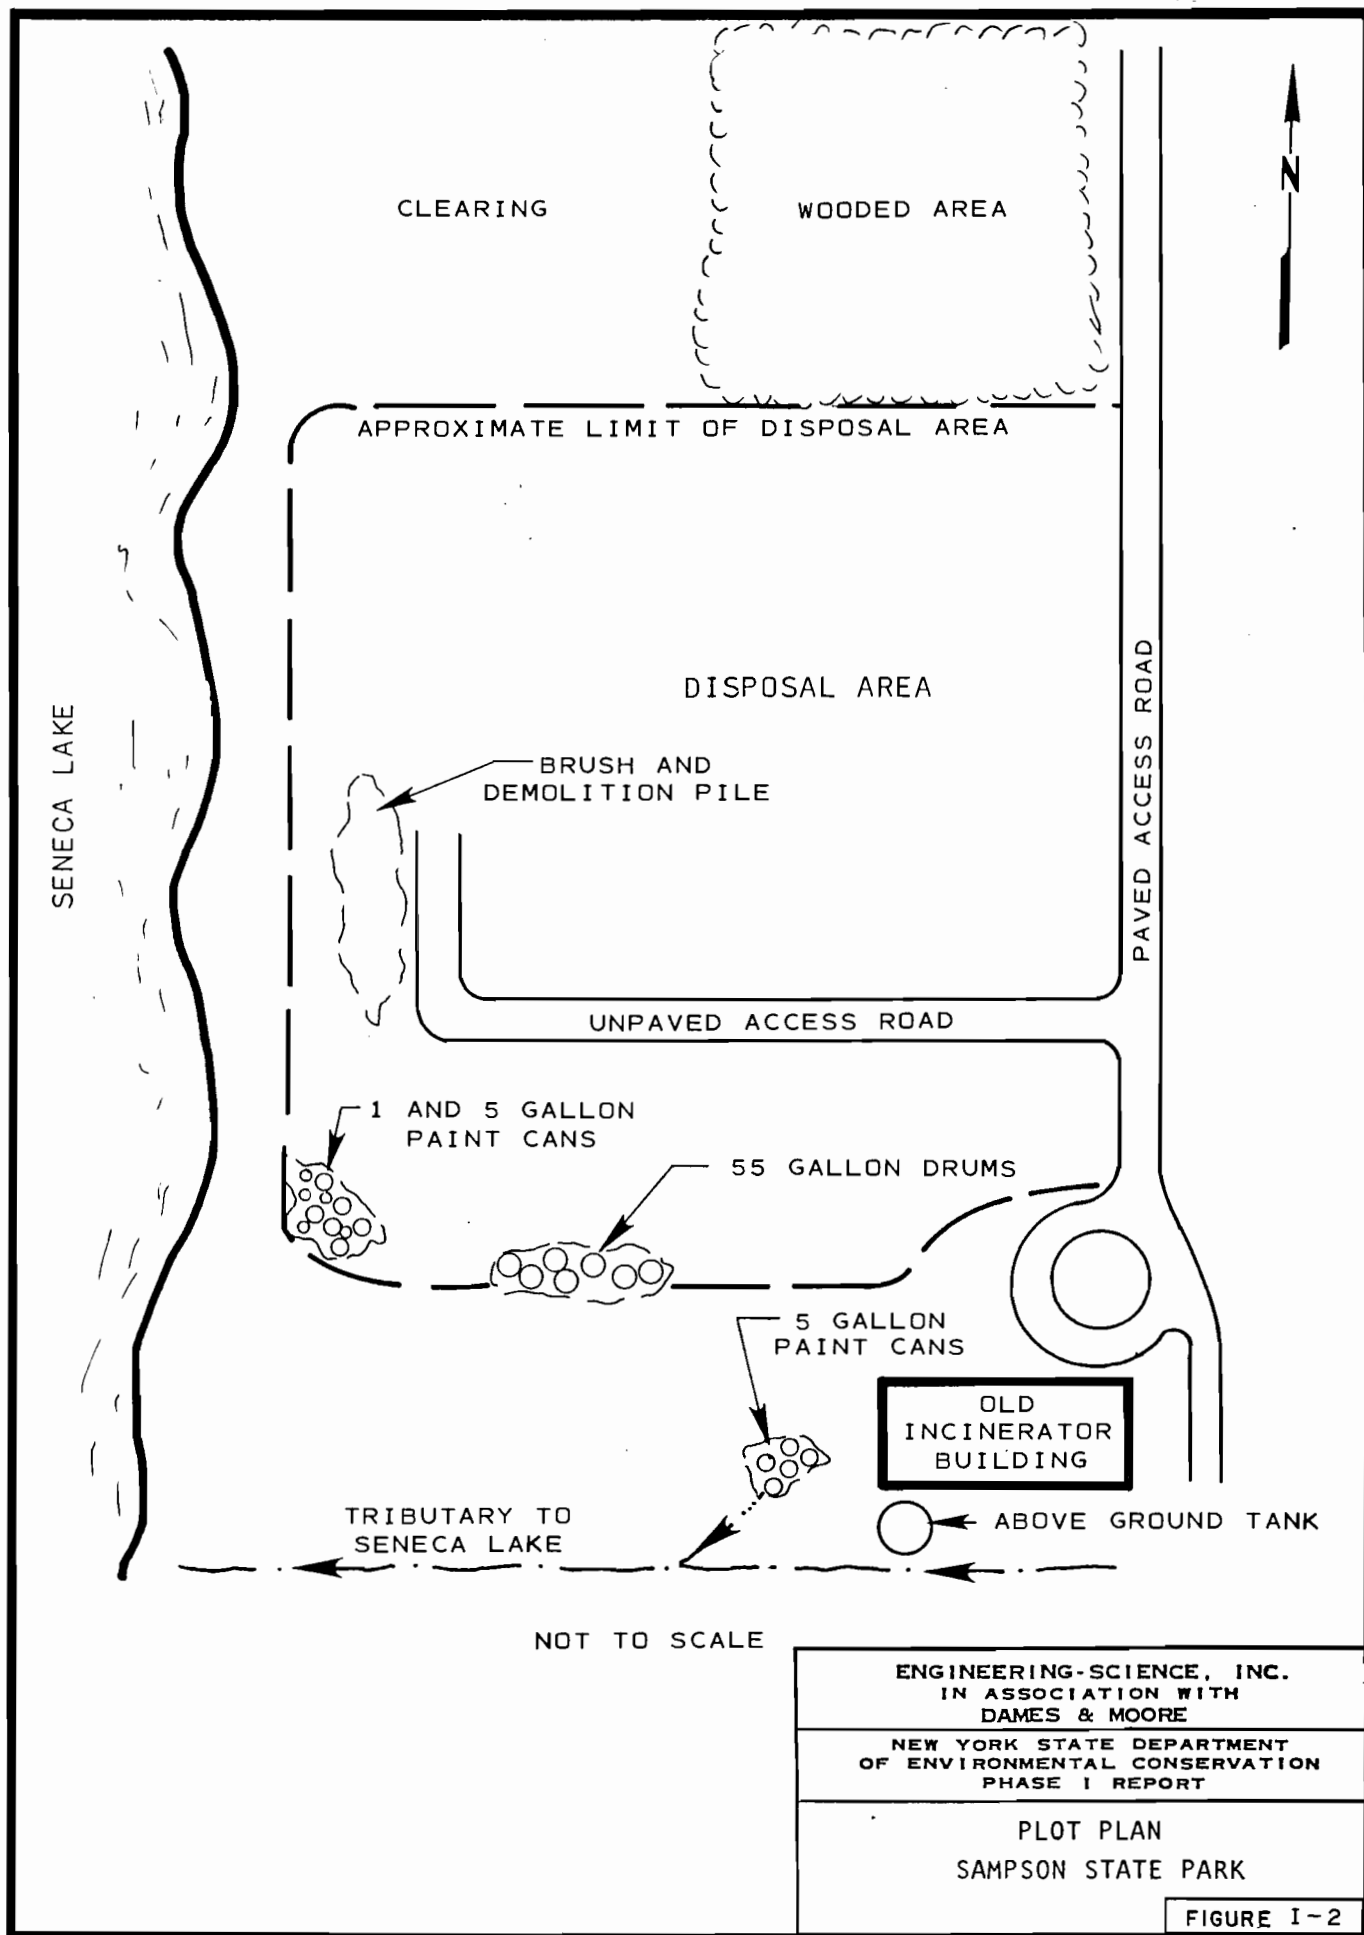 CLEARING
WOODED AREA
N
APPROXIMATE LIMIT OF DISPOSAL AREA
DISPOSAL AREA
SENECA LAKE
PAVED ACCESS ROAD
BRUSH AND
DEMOLITION PILE
UNPAVED ACCESS ROAD
1 AND 5 GALLON
PAINT CANS
55 GALLON DRUMS
5 GALLON
PAINT CANS
OLD
INCINERATOR
BUILDING
TRIBUTARY TO
SENECA LAKE
ABOVE GROUND TANK
NOT TO SCALE
ENGINEERING-SCIENCE, INC.
IN ASSOCIATION WITH
DAMES & MOORE
NEW YORK STATE DEPARTMENT
OF ENVIRONMENTAL CONSERVATION
PHASE I REPORT
PLOT PLAN
SAMPSON STATE PARK
FIGURE I-2